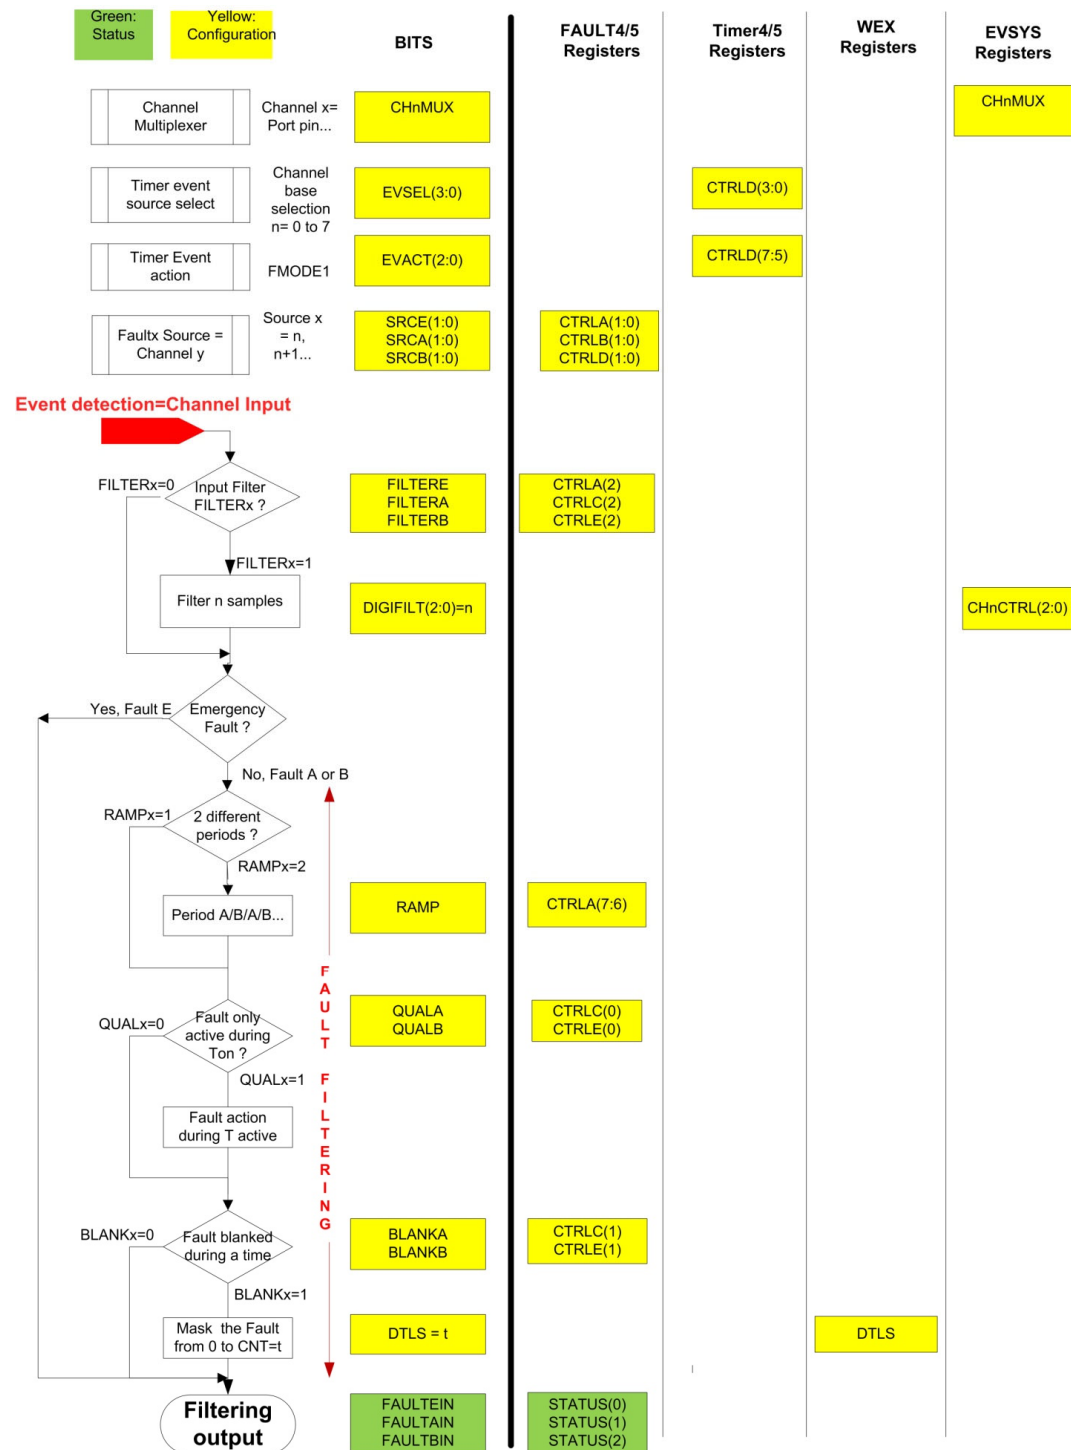 Green:
Status
Yellow:
Configuration
BITS
FAULT4/5
Registers
Timer4/5
Registers
WEX
Registers
EVSYS
Registers
Channel
Multiplexer
Channel x=
Port pin...
CHnMUX
CHnMUX
Timer event
source select
Channel
base
selection
n= 0 to 7
EVSEL(3:0)
CTRLD(3:0)
Timer Event
action
FMODE1
EVACT(2:0)
CTRLD(7:5)
Faultx Source =
Channel y
Source x
= n,
n+1...
SRCE(1:0)
SRCA(1:0)
SRCB(1:0)
CTRLA(1:0)
CTRLB(1:0)
CTRLD(1:0)
Event detection=Channel Input
FILTERx=0
Input Filter
FILTERx ?
FILTERE
FILTERA
FILTERB
CTRLA(2)
CTRLC(2)
CTRLE(2)
FILTERx=1
Filter n samples
DIGIFILT(2:0)=n
CHnCTRL(2:0)
Yes, Fault E
Emergency
Fault ?
No, Fault A or B
RAMPx=1
2 different
periods ?
RAMPx=2
Period A/B/A/B...
RAMP
CTRLA(7:6)
FAULT FILTERING
QUALx=0
Fault only
active during
Ton ?
QUALA
QUALB
CTRLC(0)
CTRLE(0)
QUALx=1
Fault action
during T active
BLANKx=0
Fault blanked
during a time
BLANKA
BLANKB
CTRLC(1)
CTRLE(1)
BLANKx=1
Mask the Fault
from 0 to CNT=t
DTLS = t
DTLS
Filtering
output
FAULTEIN
FAULTAIN
FAULTBIN
STATUS(0)
STATUS(1)
STATUS(2)